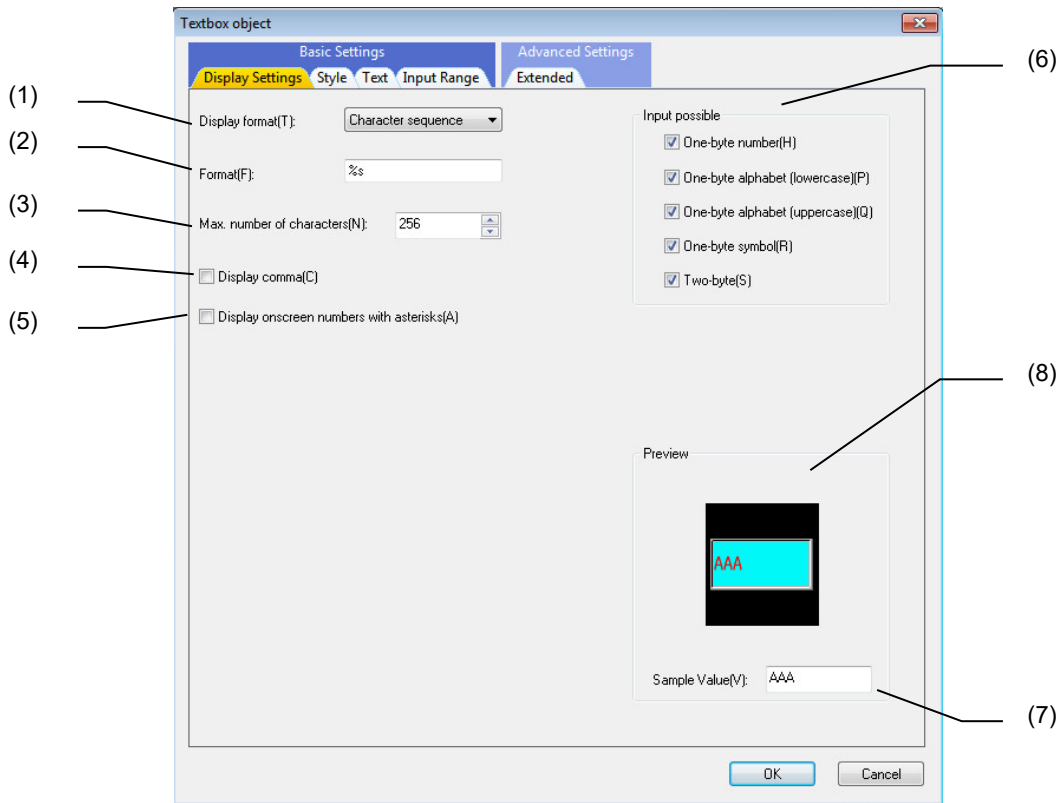 Textbox object
Basic Settings
Advanced Settings
Display Settings
Style
Text
Input Range
Extended
(1)
Display format(T):
Character sequence
(2)
Format(F):
%s
(3)
Max. number of characters(N):
256
(4)
Display comma(C)
(5)
Display onscreen numbers with asterisks(A)
(6)
Input possible
One-byte number(H)
One-byte alphabet (lowercase)(P)
One-byte alphabet (uppercase)(Q)
One-byte symbol(R)
Two-byte(S)
(8)
Preview
AAA
Sample Value(V):
AAA
(7)
OK
Cancel